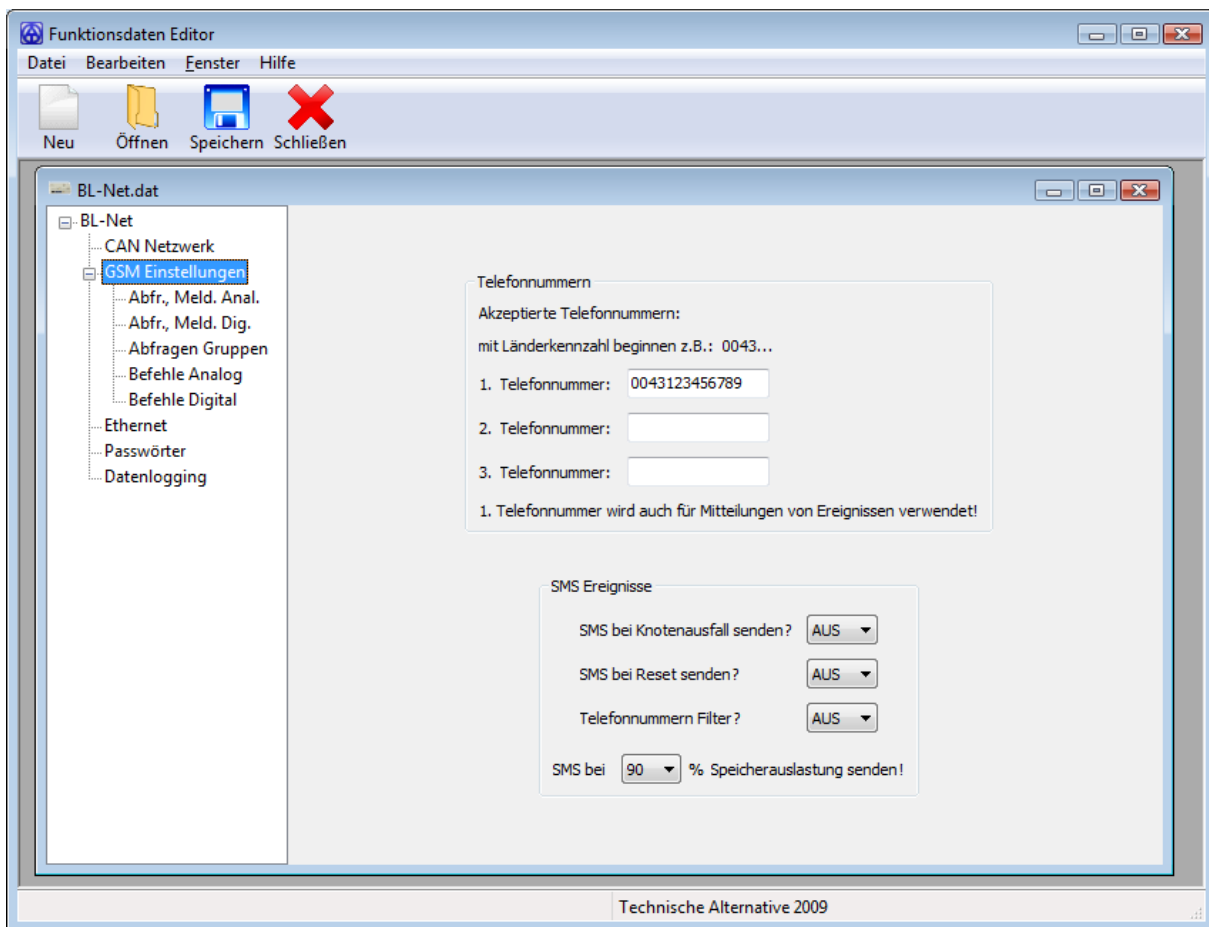 Funktionsdaten Editor
Datei Bearbeiten Fenster Hilfe
Neu Öffnen Speichern Schließen
BL-Net.dat
BL-Net
CAN Netzwerk
GSM Einstellungen
Abfr., Meld. Anal.
Abfr., Meld. Dig.
Abfragen Gruppen
Befehle Analog
Befehle Digital
Ethernet
Passwörter
Datenlogging
Telefonnummern
Akzeptierte Telefonnummern:
mit Länderkennzahl beginnen z.B.: 0043...
1. Telefonnummer: 0043123456789
2. Telefonnummer:
3. Telefonnummer:
1. Telefonnummer wird auch für Mitteilungen von Ereignissen verwendet!
SMS Ereignisse
SMS bei Knotenausfall senden? AUS
SMS bei Reset senden? AUS
Telefonnummern Filter? AUS
SMS bei 90 % Speicherauslastung senden!
Technische Alternative 2009